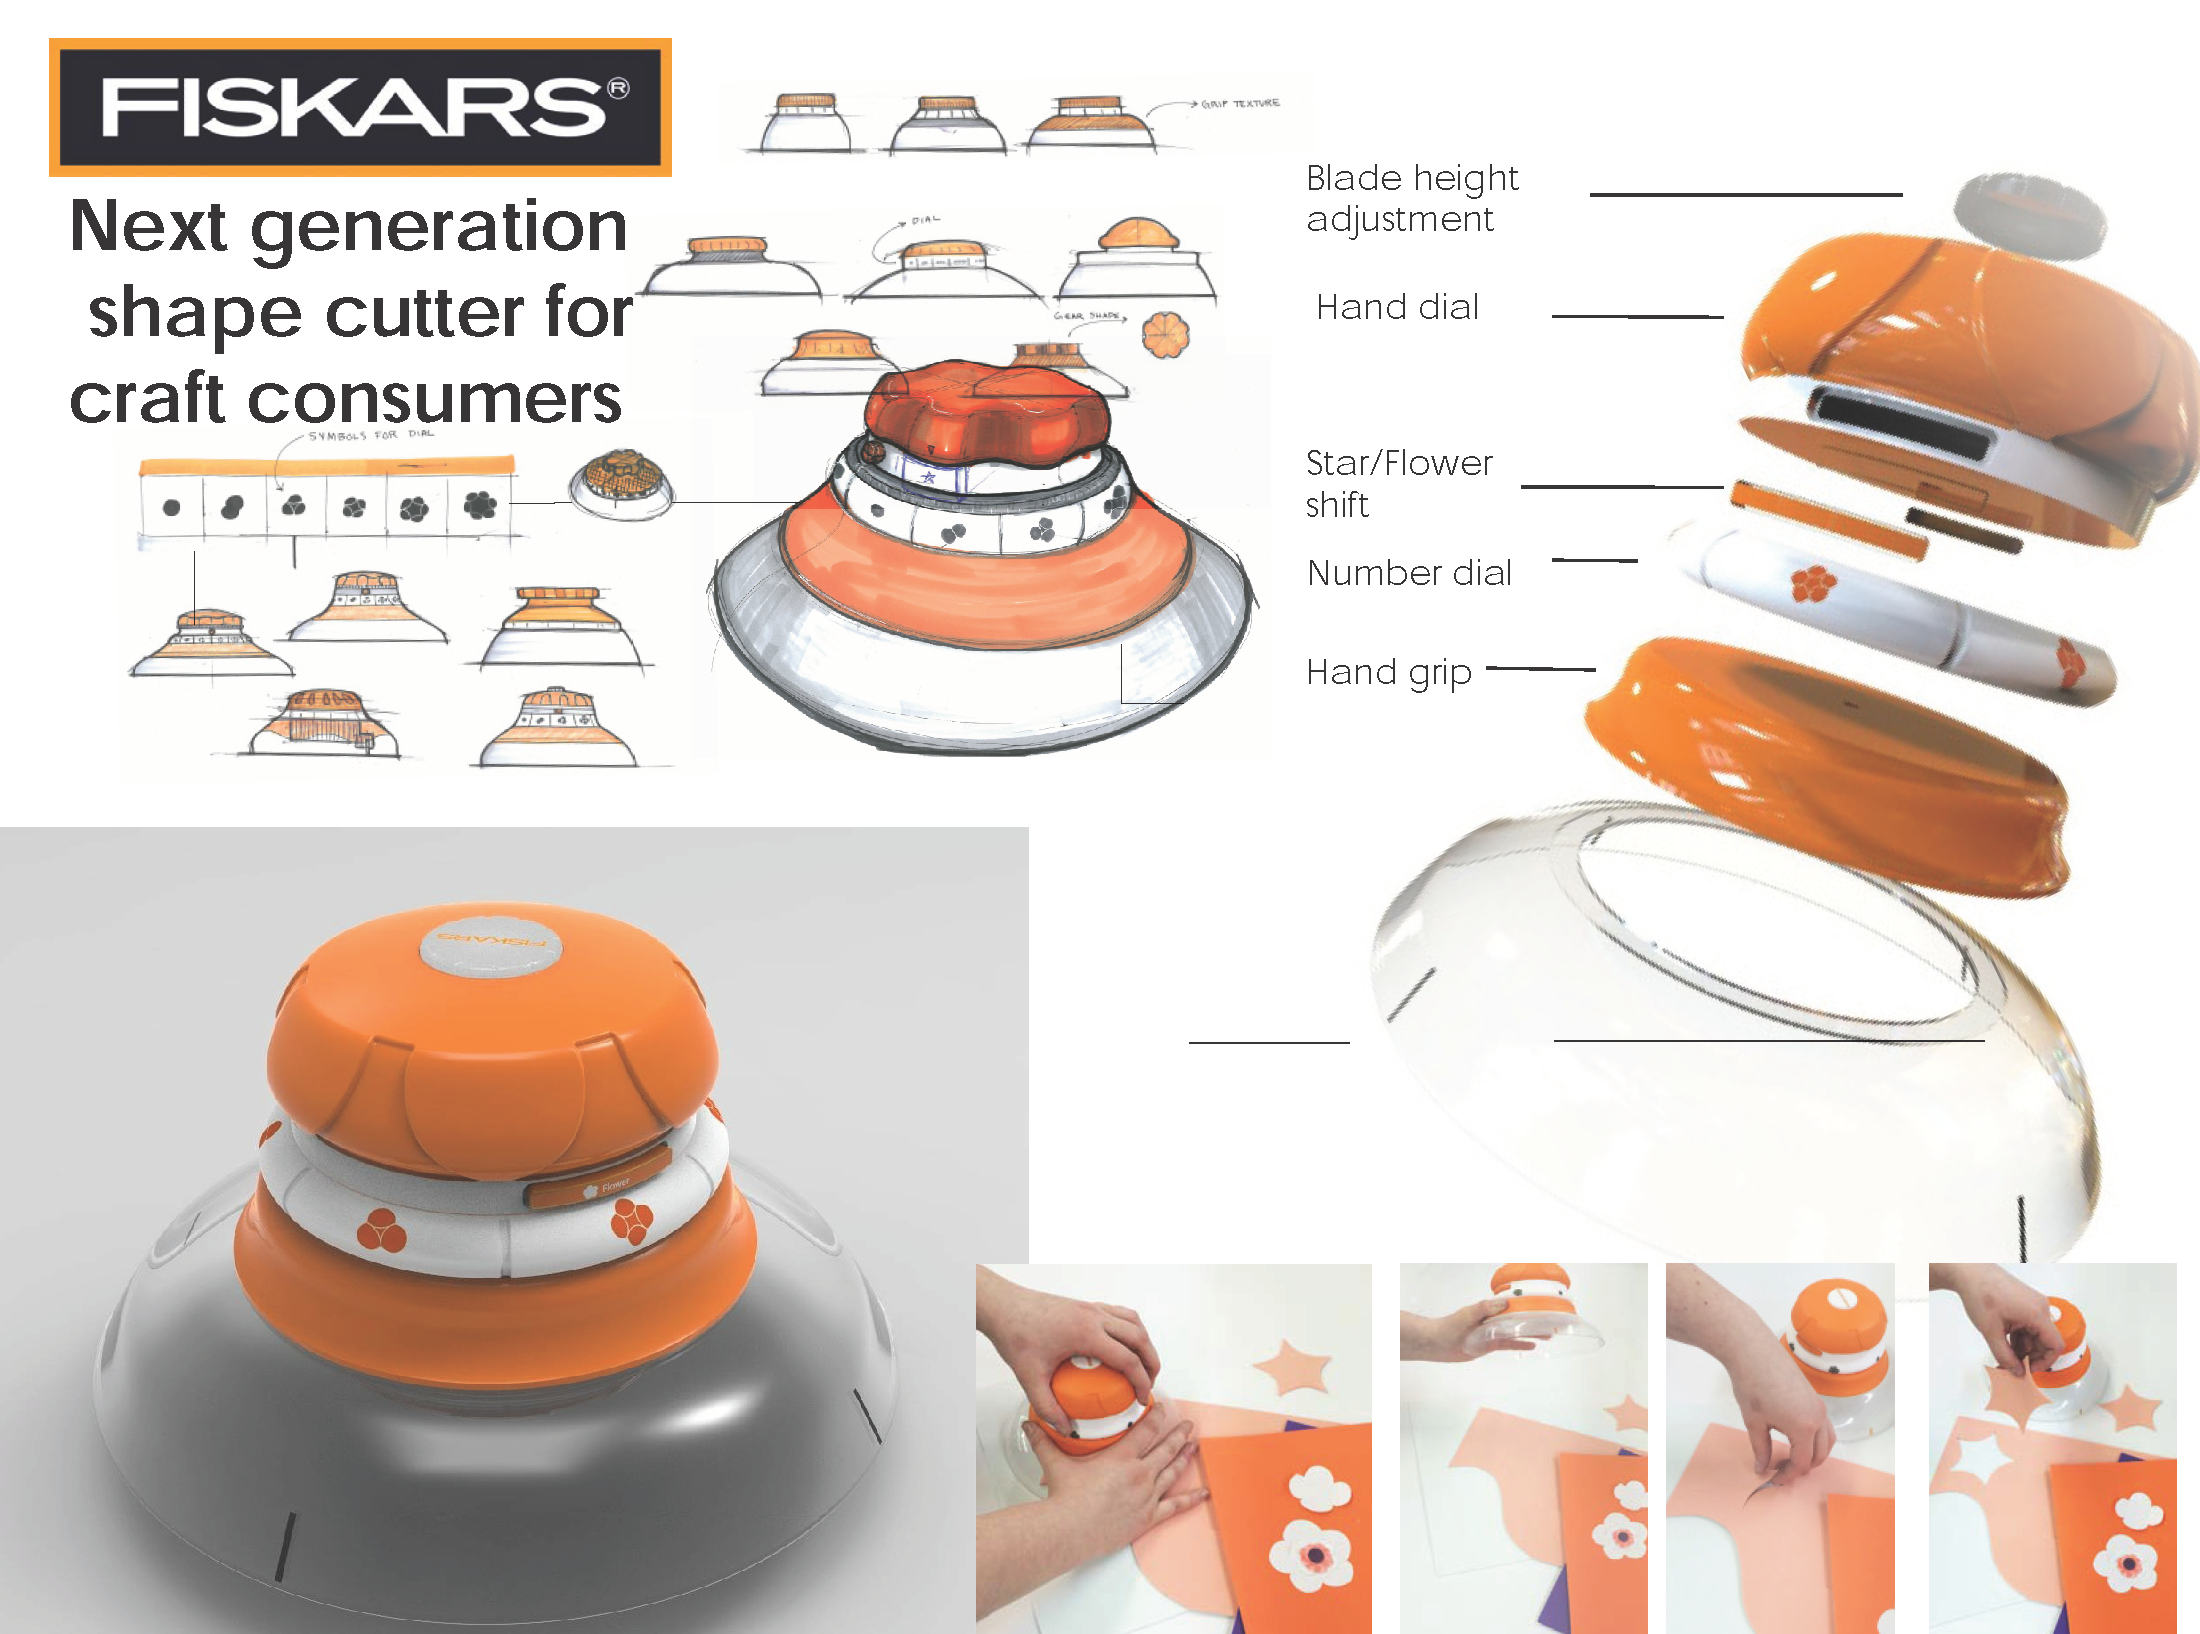 FISKARS®
Next generation
shape cutter for
craft consumers
GRIP TEXTURE
DIAL
GEAR SHAPE
SYMBOLS FOR DIAL
Blade height
adjustment
Hand dial
Star/Flower
shift
Number dial
Hand grip
FISKARS
Flower